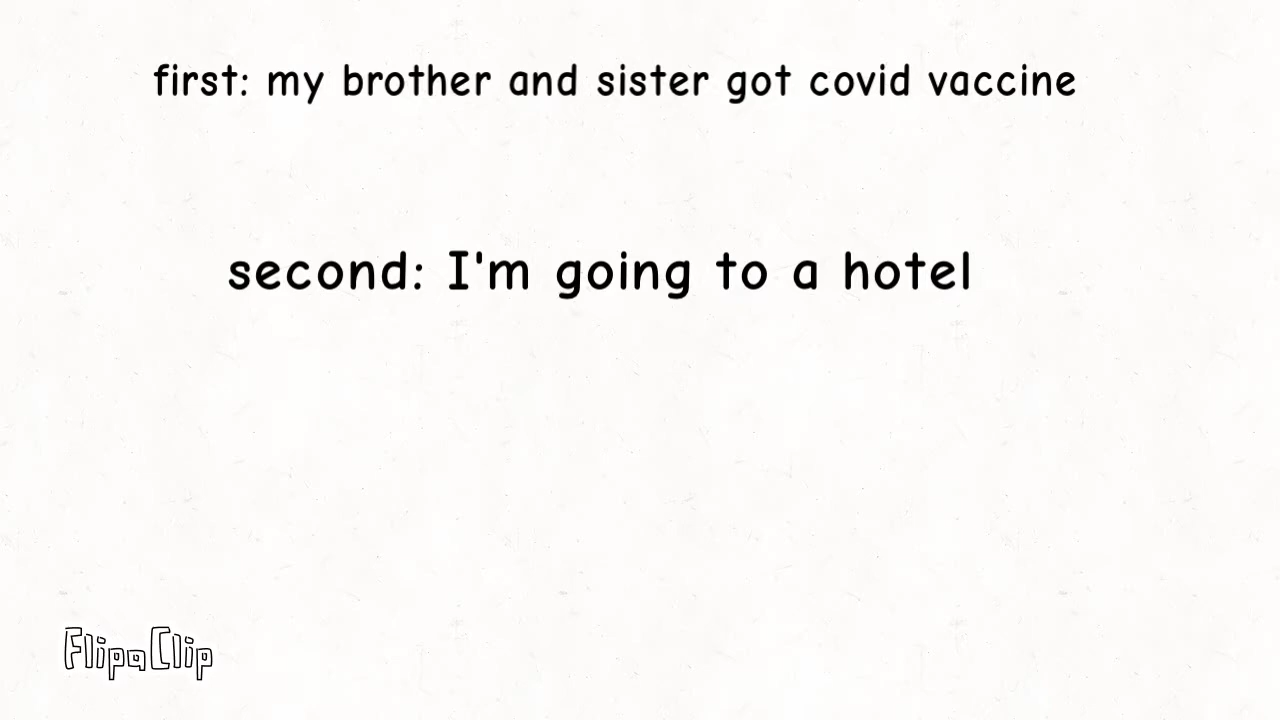 first: my brother and sister got covid vaccine
second: I'm going to a hotel
FlipaClip